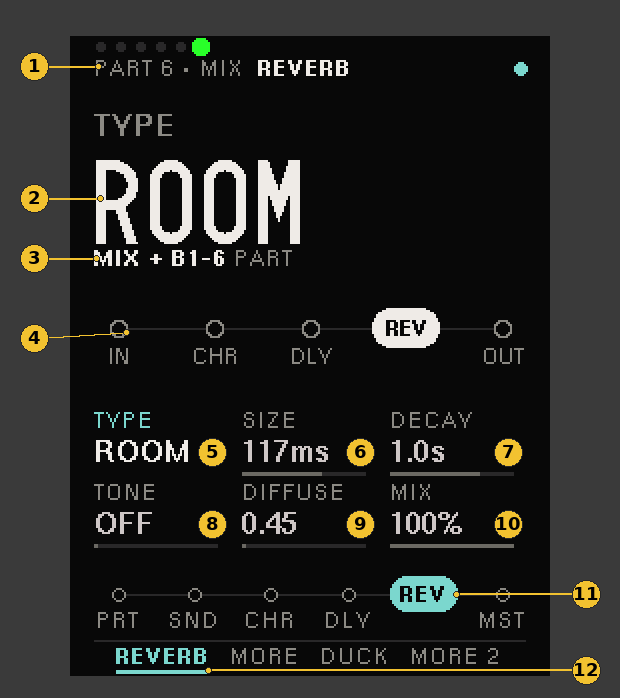 1 PART 6 · MIX REVERB
TYPE
2 ROOM
3 MIX + B1-6 PART
4 REV
IN CHR DLY OUT
TYPE SIZE DECAY
ROOM 5 117ms 6 1.0s 7
TONE DIFFUSE MIX
OFF 8 0.45 9 100% 10
REV 11
PRT SND CHR DLY MST
REVERB MORE DUCK MORE 2
12